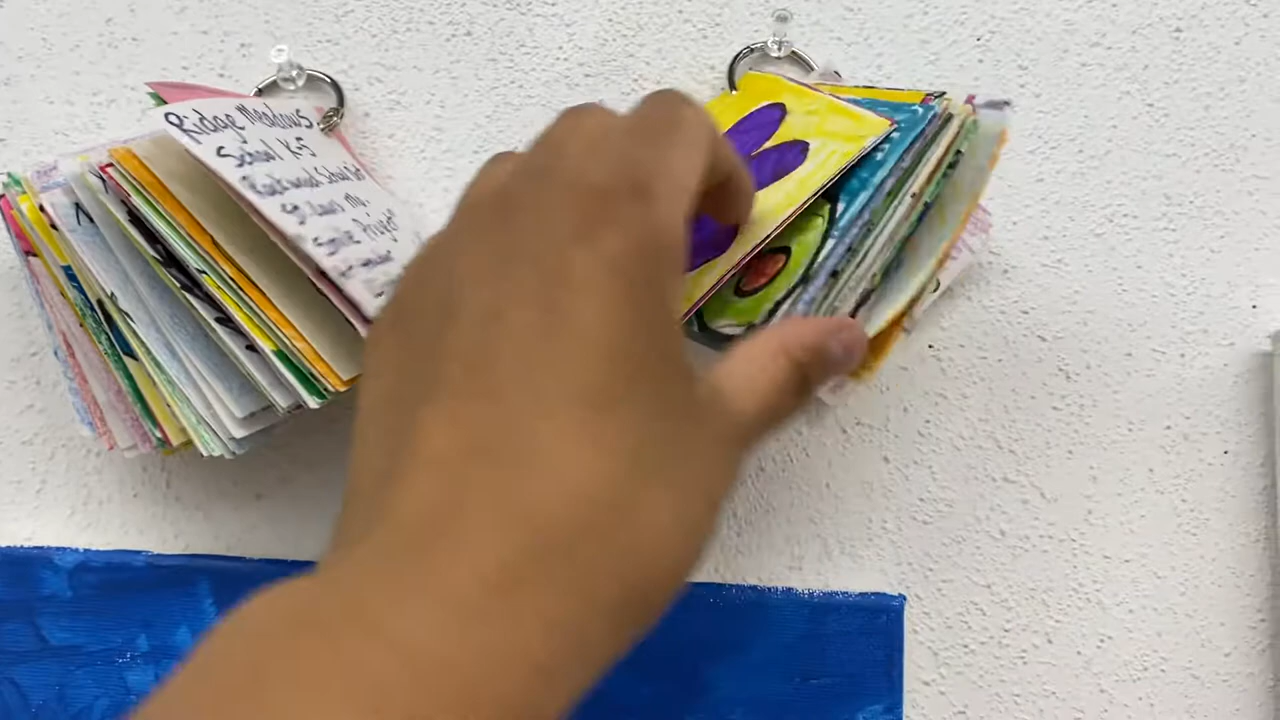 Ridge Meadows
School K-5
Rockwood School Dist
St. Louis Mo.
Smile Project